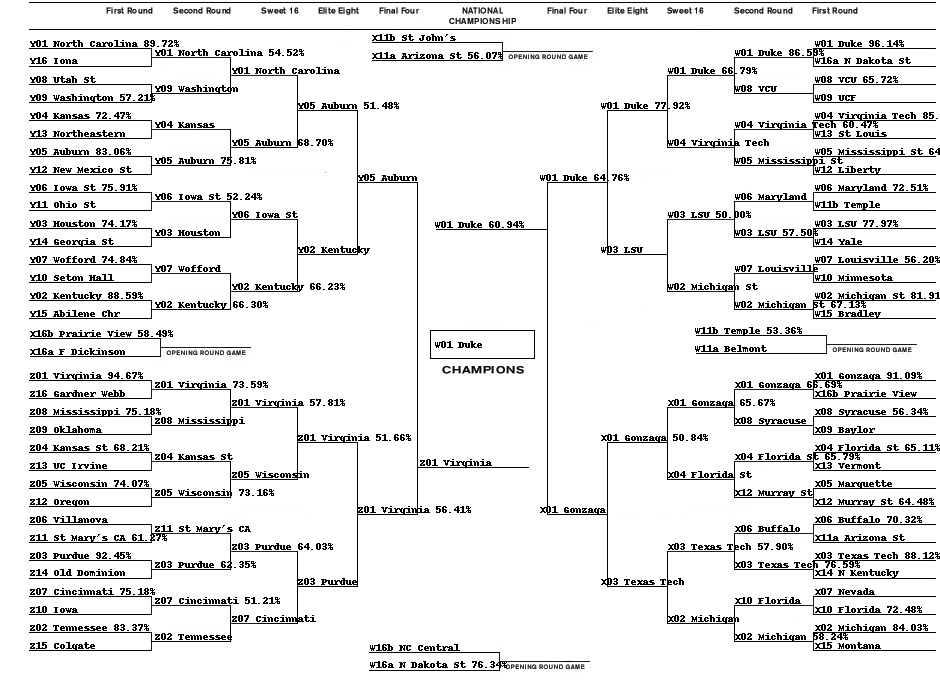 First Round Second Round Sweet 16 Elite Eight Final Four NATIONAL CHAMPIONSHIP Final Four Elite Eight Sweet 16 Second Round First Round
X11b St John's
X11a Arizona St 56.07%
OPENING ROUND GAME
Y01 North Carolina 89.72%
Y16 Iona
Y08 Utah St
Y09 Washington 57.21%
Y04 Kansas 72.47%
Y13 Northeastern
Y05 Auburn 83.06%
Y12 New Mexico St
Y06 Iowa St 75.91%
Y11 Ohio St
Y03 Houston 74.17%
Y14 Georgia St
Y07 Wofford 74.84%
Y10 Seton Hall
Y02 Kentucky 88.59%
Y15 Abilene Chr
Y01 North Carolina 54.52%
Y09 Washington
Y04 Kansas
Y05 Auburn 75.81%
Y06 Iowa St 52.24%
Y03 Houston
Y07 Wofford
Y02 Kentucky 66.30%
Y01 North Carolina
Y05 Auburn 68.70%
Y06 Iowa St
Y02 Kentucky 66.23%
Y05 Auburn 51.48%
Y02 Kentucky
Y05 Auburn
X16b Prairie View 58.49%
X16a F Dickinson
OPENING ROUND GAME
Z01 Virginia 94.67%
Z16 Gardner Webb
Z08 Mississippi 75.18%
Z09 Oklahoma
Z04 Kansas St 68.21%
Z13 UC Irvine
Z05 Wisconsin 74.07%
Z12 Oregon
Z06 Villanova
Z11 St Mary's CA 61.27%
Z03 Purdue 92.45%
Z14 Old Dominion
Z07 Cincinnati 75.18%
Z10 Iowa
Z02 Tennessee 83.37%
Z15 Colgate
Z01 Virginia 73.59%
Z08 Mississippi
Z04 Kansas St
Z05 Wisconsin 73.16%
Z11 St Mary's CA
Z03 Purdue 62.35%
Z07 Cincinnati 51.21%
Z02 Tennessee
Z01 Virginia 57.81%
Z05 Wisconsin
Z03 Purdue 64.03%
Z07 Cincinnati
Z01 Virginia 51.66%
Z03 Purdue
Z01 Virginia 56.41%
Z01 Virginia
W01 Duke 60.94%
W01 Duke
CHAMPIONS
W01 Duke 64.76%
X01 Gonzaga
W01 Duke 77.92%
W03 LSU
W01 Duke 66.79%
W04 Virginia Tech
W03 LSU 50.00%
W02 Michigan St
W01 Duke 86.59%
W08 VCU
W04 Virginia Tech 60.47%
W05 Mississippi St
W06 Maryland
W03 LSU 57.50%
W07 Louisville
W02 Michigan St 67.13%
W01 Duke 96.14%
W16a N Dakota St
W08 VCU 65.72%
W09 UCF
W04 Virginia Tech 85.
W13 St Louis
W05 Mississippi St 64
W12 Liberty
W06 Maryland 72.51%
W11b Temple
W03 LSU 77.97%
W14 Yale
W07 Louisville 56.20%
W10 Minnesota
W02 Michigan St 81.91
W15 Bradley
W11b Temple 53.36%
W11a Belmont
OPENING ROUND GAME
X01 Gonzaga 50.84%
X03 Texas Tech
X01 Gonzaga 65.67%
X04 Florida St
X03 Texas Tech 57.90%
X02 Michigan
X01 Gonzaga 66.69%
X08 Syracuse
X04 Florida St 65.79%
X12 Murray St
X06 Buffalo
X03 Texas Tech 76.59%
X10 Florida
X02 Michigan 58.24%
X01 Gonzaga 91.09%
X16b Prairie View
X08 Syracuse 56.34%
X09 Baylor
X04 Florida St 65.11%
X13 Vermont
X05 Marquette
X12 Murray St 64.48%
X06 Buffalo 70.32%
X11a Arizona St
X03 Texas Tech 88.12%
X14 N Kentucky
X07 Nevada
X10 Florida 72.48%
X02 Michigan 84.03%
X15 Montana
W16b NC Central
W16a N Dakota St 76.34%
OPENING ROUND GAME